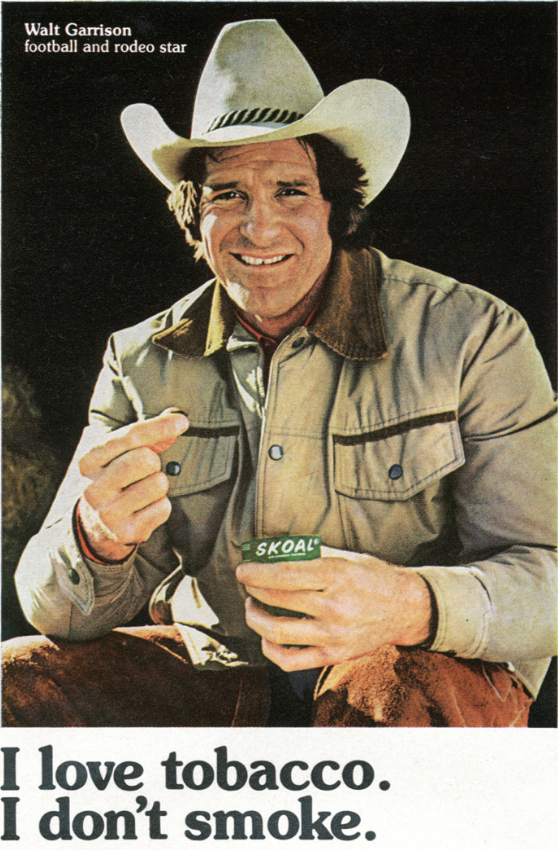 Walt Garrison
football and rodeo star
SKOAL®
I love tobacco.
I don't smoke.